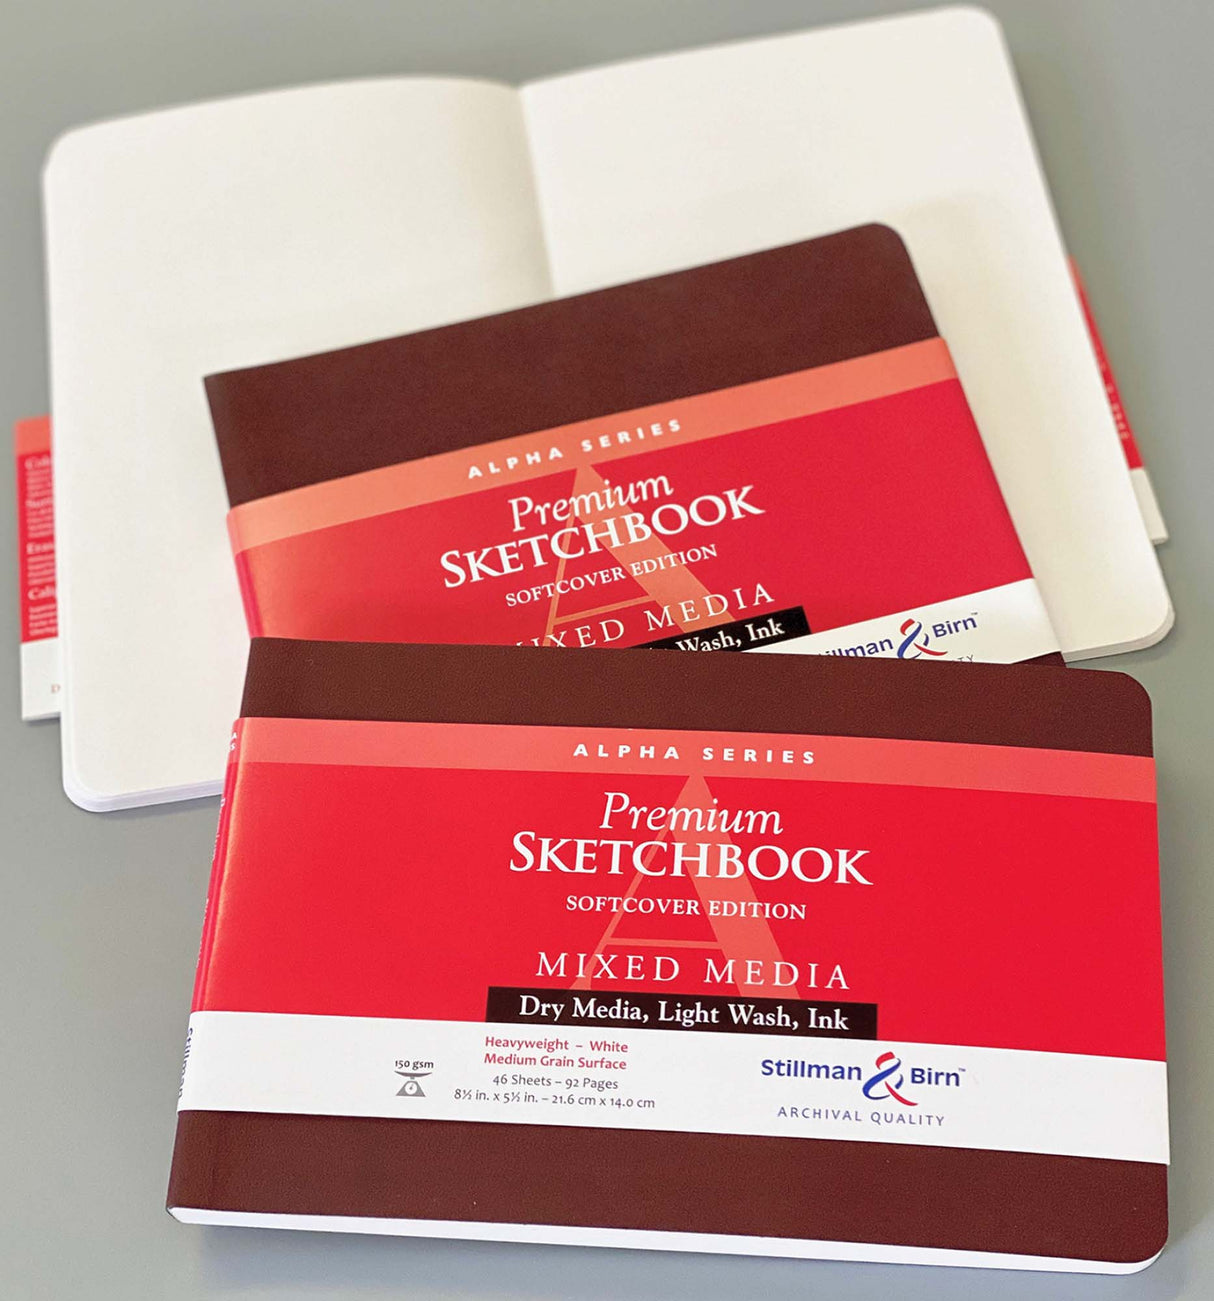 ALPHA SERIES
Premium
SKETCHBOOK
SOFTCOVER EDITION
MIXED MEDIA
Wash, Ink
Birn™
ALPHA SERIES
Premium
SKETCHBOOK
SOFTCOVER EDITION
MIXED MEDIA
Dry Media, Light Wash, Ink
Heavyweight – White
Medium Grain Surface
150 gsm
46 Sheets – 92 Pages
8½ in. x 5½ in. – 21.6 cm x 14.0 cm
Stillman & Birn™
ARCHIVAL QUALITY